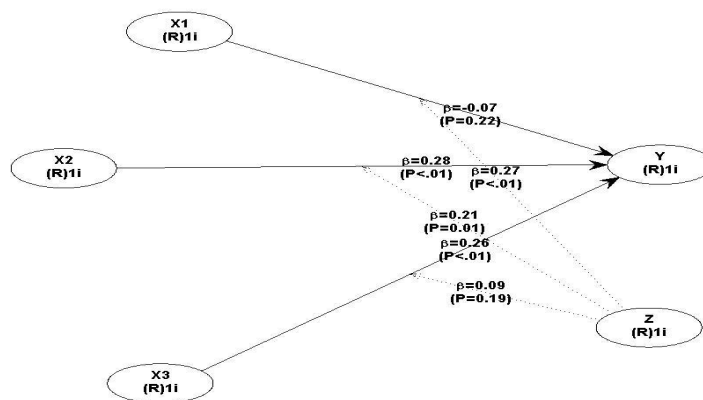 X1
(R)1i
β=-0.07
(P=0.22)
X2
(R)1i
β=0.28
(P<.01)
β=0.27
(P<.01)
Y
(R)1i
β=0.21
(P=0.01)
β=0.26
(P<.01)
β=0.09
(P=0.19)
Z
(R)1i
X3
(R)1i